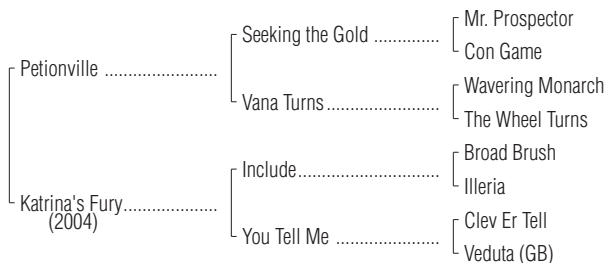 Mr. Prospector
Seeking the Gold ..............
Con Game
Petionville .......................
Wavering Monarch
Vana Turns.......................
The Wheel Turns
Broad Brush
Include............................
Illeria
Katrina's Fury...................
(2004)
Clev Er Tell
You Tell Me .....................
Veduta (GB)